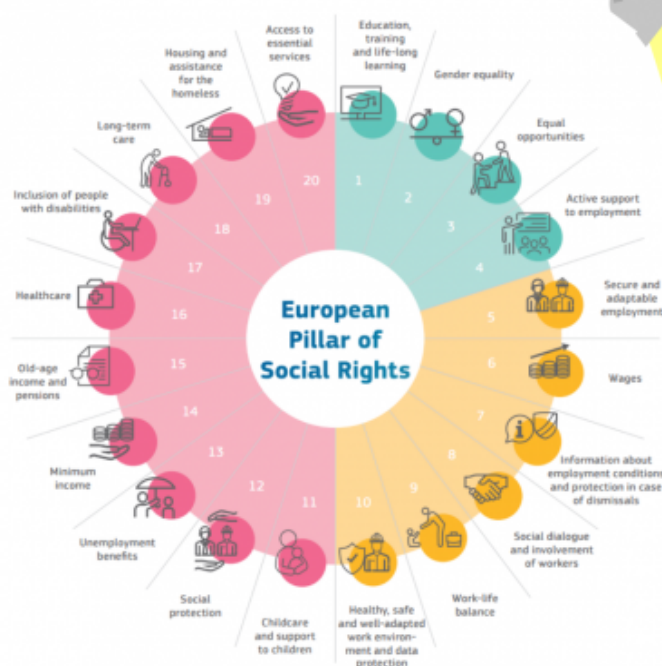 European
Pillar of
Social Rights
1
Education,
training
and life-long
learning
2
Gender equality
3
Equal
opportunities
4
Active support
to employment
5
Secure and
adaptable
employment
6
Wages
7
Information about
employment conditions
and protection in case
of dismissals
8
Social dialogue
and involvement
of workers
9
Work-life
balance
10
Healthy, safe
and well-adapted
work environ-
ment and data
protection
11
Childcare
and support
to children
12
Social
protection
13
Unemployment
benefits
14
Minimum
income
15
Old-age
income and
pensions
16
Healthcare
17
Inclusion of people
with disabilities
18
Long-term
care
19
Housing and
assistance
for the
homeless
20
Access to
essential
services